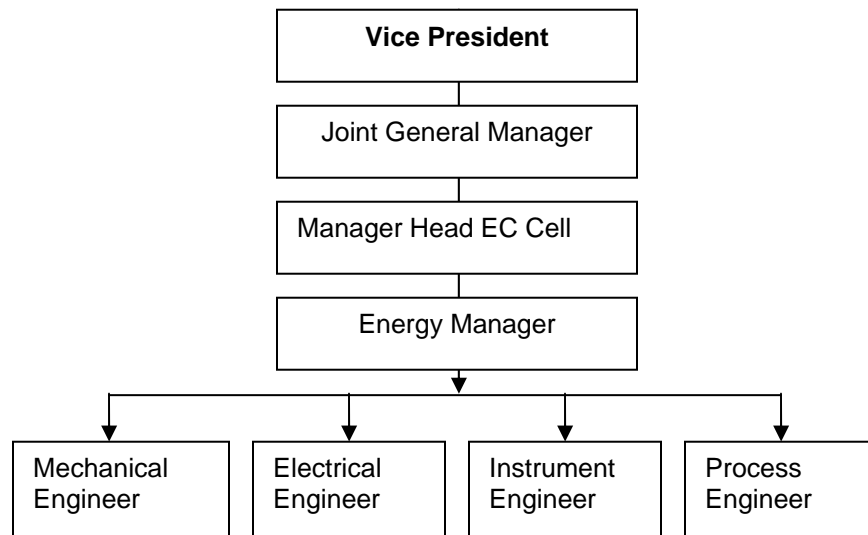 Vice President
Joint General Manager
Manager Head EC Cell
Energy Manager
Mechanical
Engineer
Electrical
Engineer
Instrument
Engineer
Process
Engineer